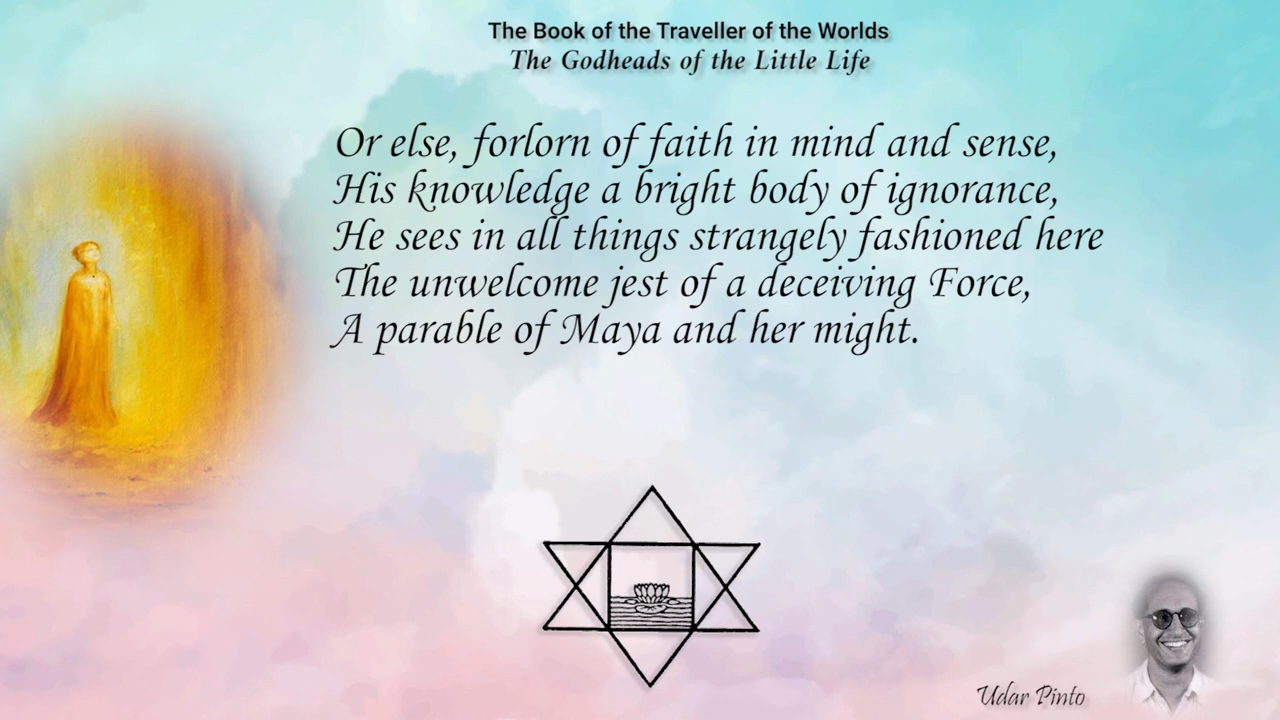 The Book of the Traveller of the Worlds
The Godheads of the Little Life
Or else, forlorn of faith in mind and sense,
His knowledge a bright body of ignorance,
He sees in all things strangely fashioned here
The unwelcome jest of a deceiving Force,
A parable of Maya and her might.
Udar Pinto